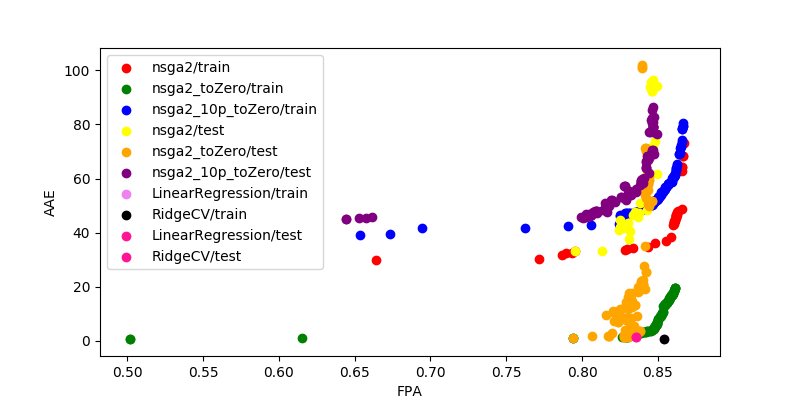 100
80
60
40
20
0
AAE
nsga2/train
nsga2_toZero/train
nsga2_10p_toZero/train
nsga2/test
nsga2_toZero/test
nsga2_10p_toZero/test
LinearRegression/train
RidgeCV/train
LinearRegression/test
RidgeCV/test
0.50 0.55 0.60 0.65 0.70 0.75 0.80 0.85
FPA